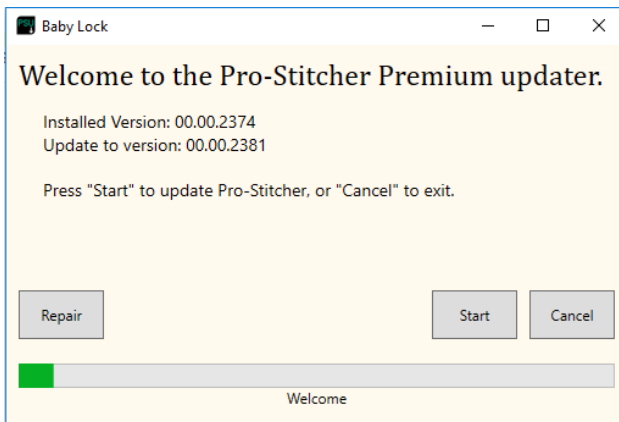 PSU
Baby Lock
Welcome to the Pro-Stitcher Premium updater.
Installed Version: 00.00.2374
Update to version: 00.00.2381
Press "Start" to update Pro-Stitcher, or "Cancel" to exit.
Repair
Start
Cancel
Welcome